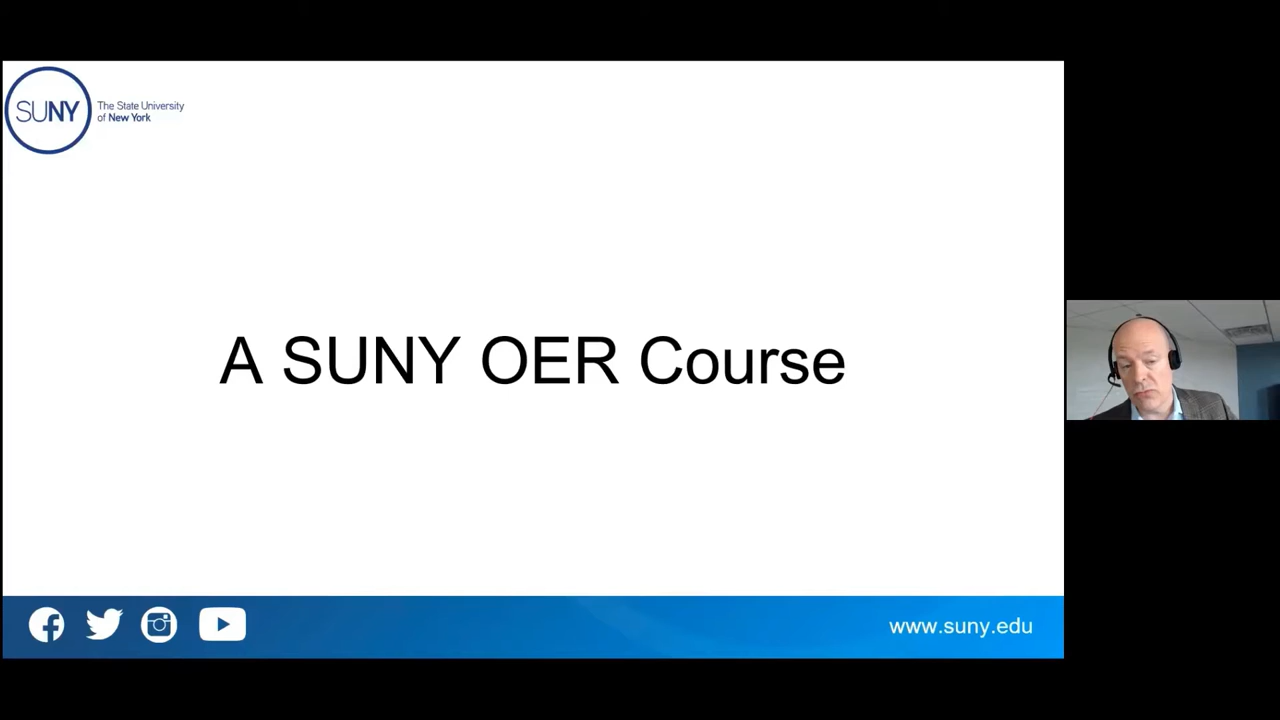 SUNY
The State University
of New York
A SUNY OER Course
www.suny.edu